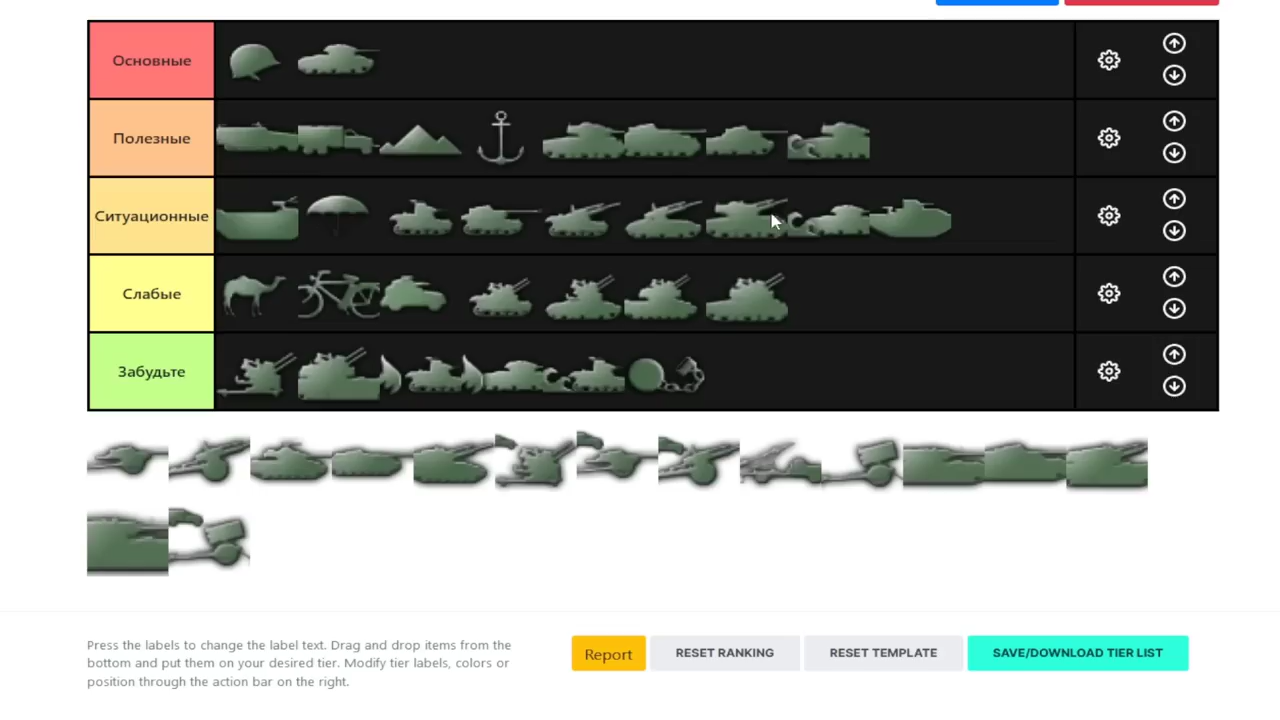 Основные
Полезные
Ситуационные
Слабые
Забудьте
Press the labels to change the label text. Drag and drop items from the
bottom and put them on your desired tier. Modify tier labels, colors or
position through the action bar on the right.
Report
RESET RANKING
RESET TEMPLATE
SAVE/DOWNLOAD TIER LIST